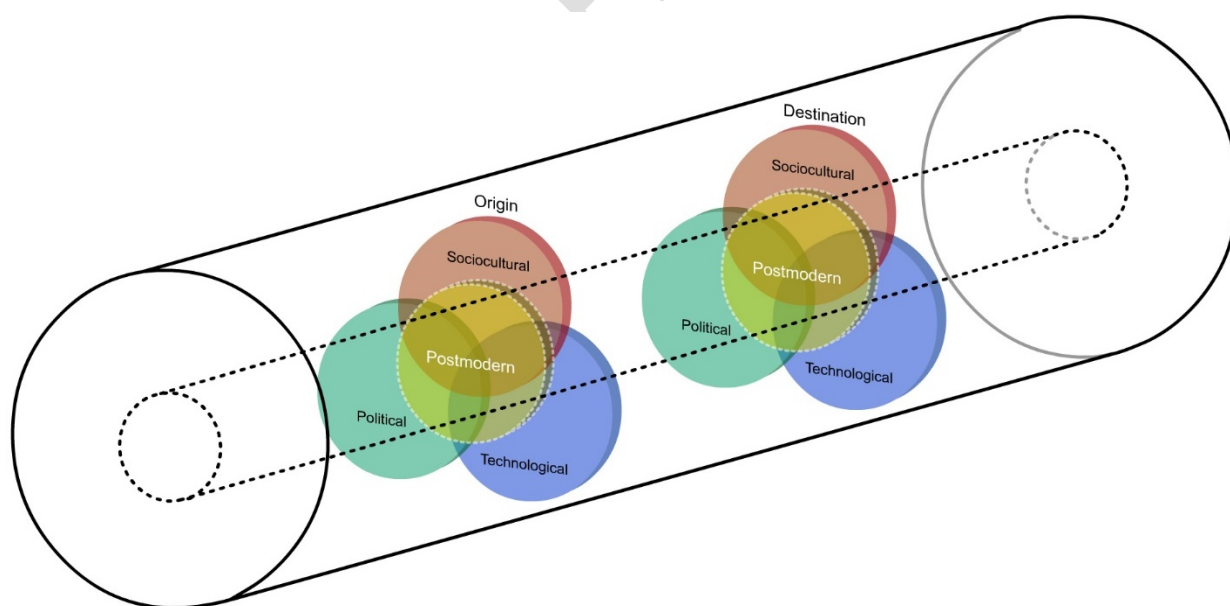 Origin
Sociocultural
Postmodern
Political
Technological
Destination
Sociocultural
Postmodern
Political
Technological